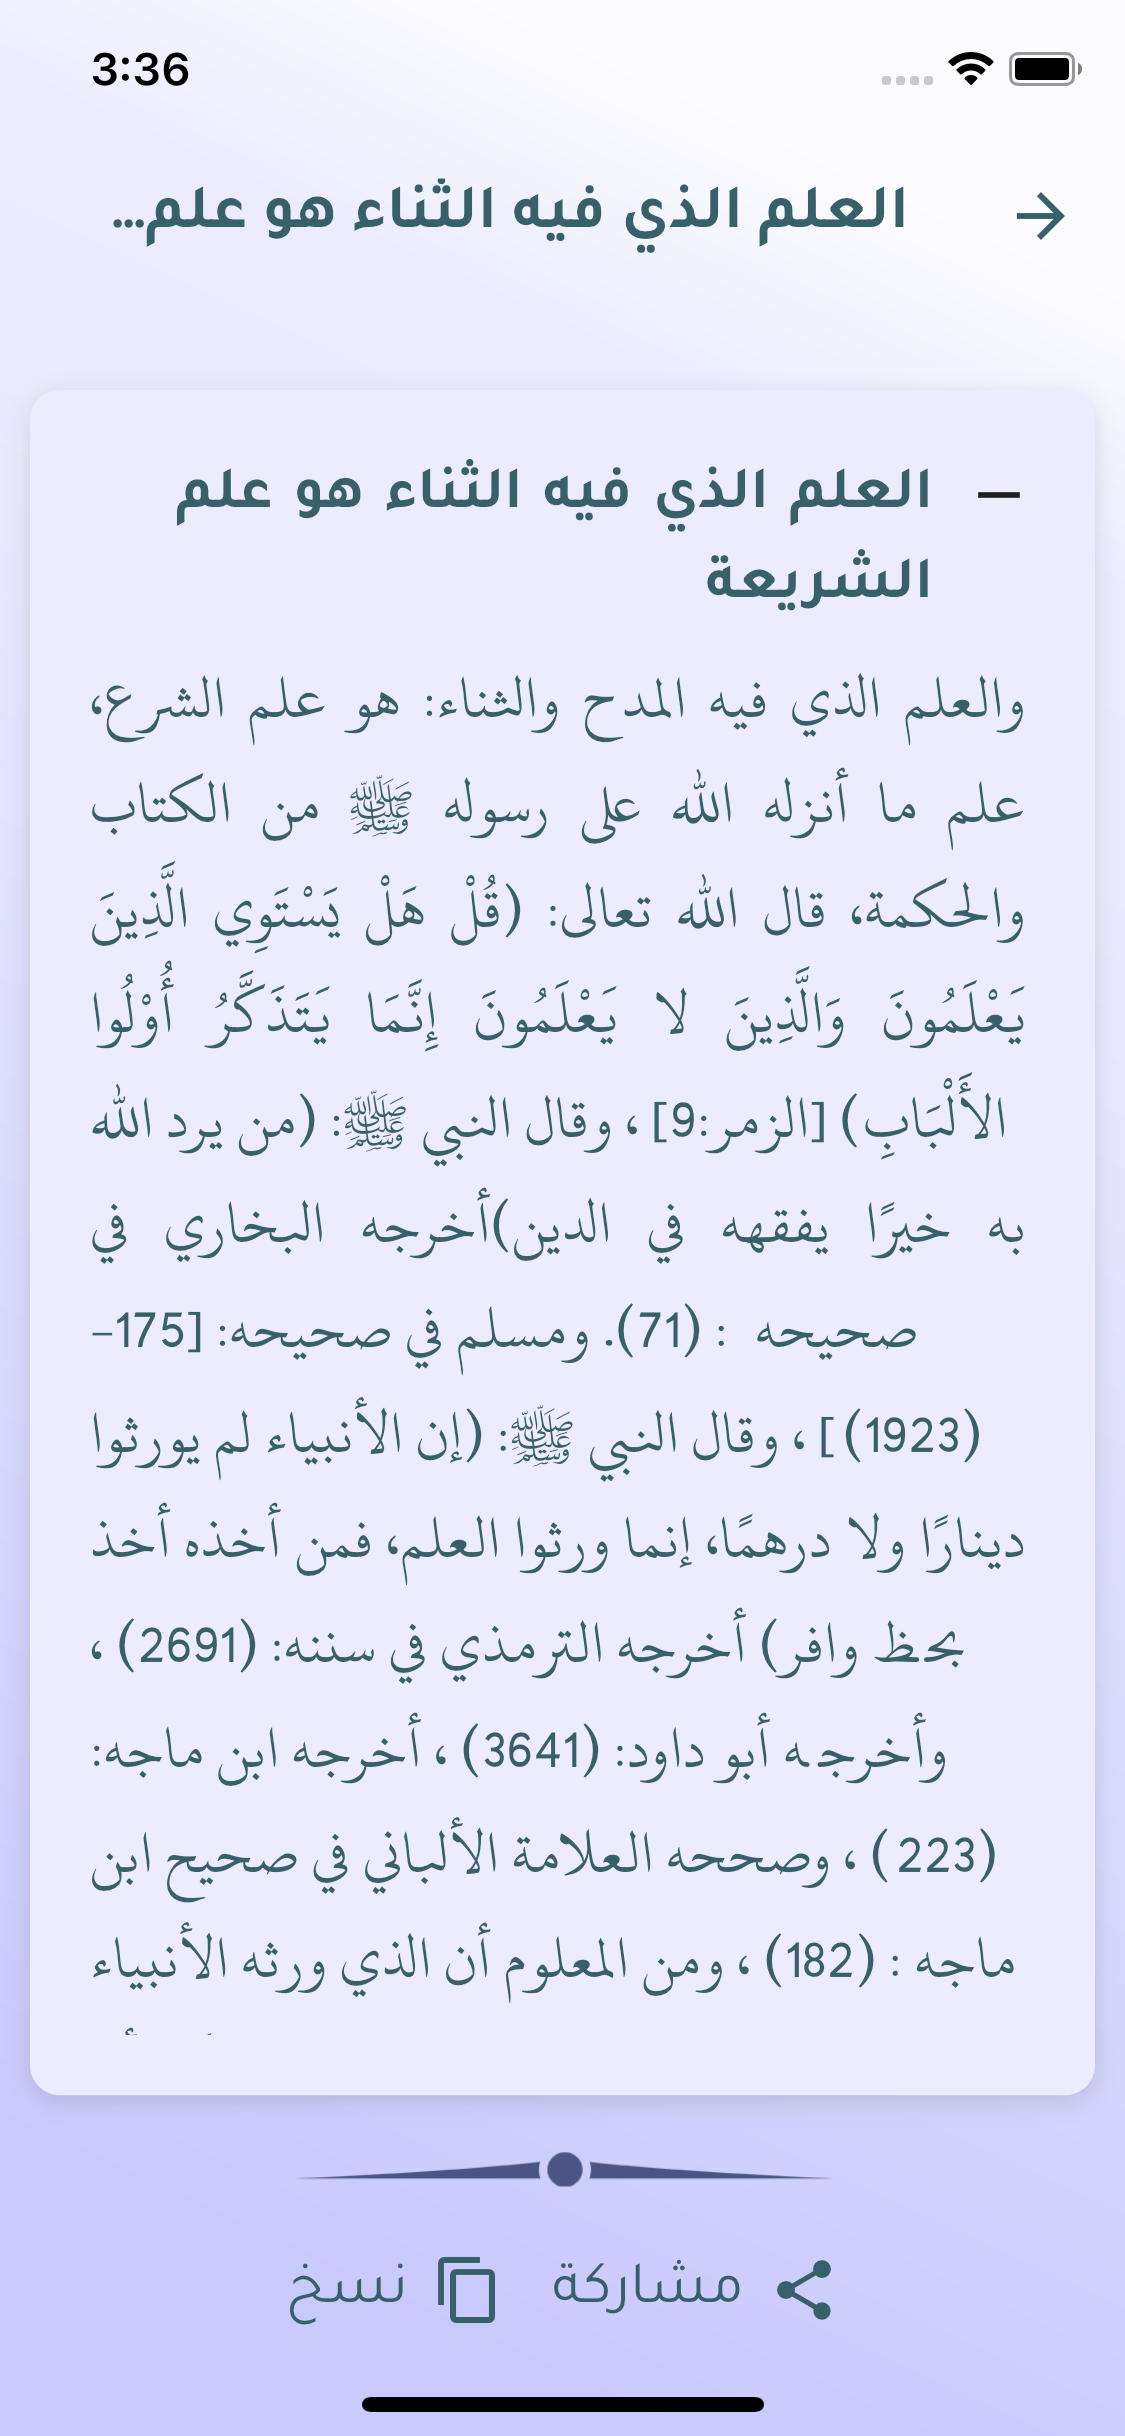 3:36
العلم الذي فيه الثناء هو علم...
العلم الذي فيه الثناء هو علم
الشريعة
والعلم الذي فيه المدح والثناء: هو علم الشرع،
علم ما أنزله الله على رسوله ﷺ من الكتاب
والحكمة، قال الله تعالى: (قُلْ هَلْ يَسْتَوِي الَّذِينَ
يَعْلَمُونَ وَالَّذِينَ لا يَعْلَمُونَ إِنَّمَا يَتَذَكَّرُ أُوْلُوا
الأَلْبَابِ) [الزمر:9] ، وقال النبي ﷺ: (من يرد الله
به خيرًا يفقهه في الدين)أخرجه البخاري في
صحيحه : (71). ومسلم في صحيحه: [175-
(1923)] ، وقال النبي ﷺ: (إن الأنبياء لم يورثوا
دينارًا ولا درهمًا، إنما ورثوا العلم، فمن أخذه أخذ
بحظ وافر) أخرجه الترمذي في سننه: (2691) ،
وأخرجه أبو داود: (3641) ، أخرجه ابن ماجه:
(223 ) ، وصححه العلامة الألباني في صحيح ابن
ماجه : (182) ، ومن المعلوم أن الذي ورثه الأنبياء
مشاركة
نسخ